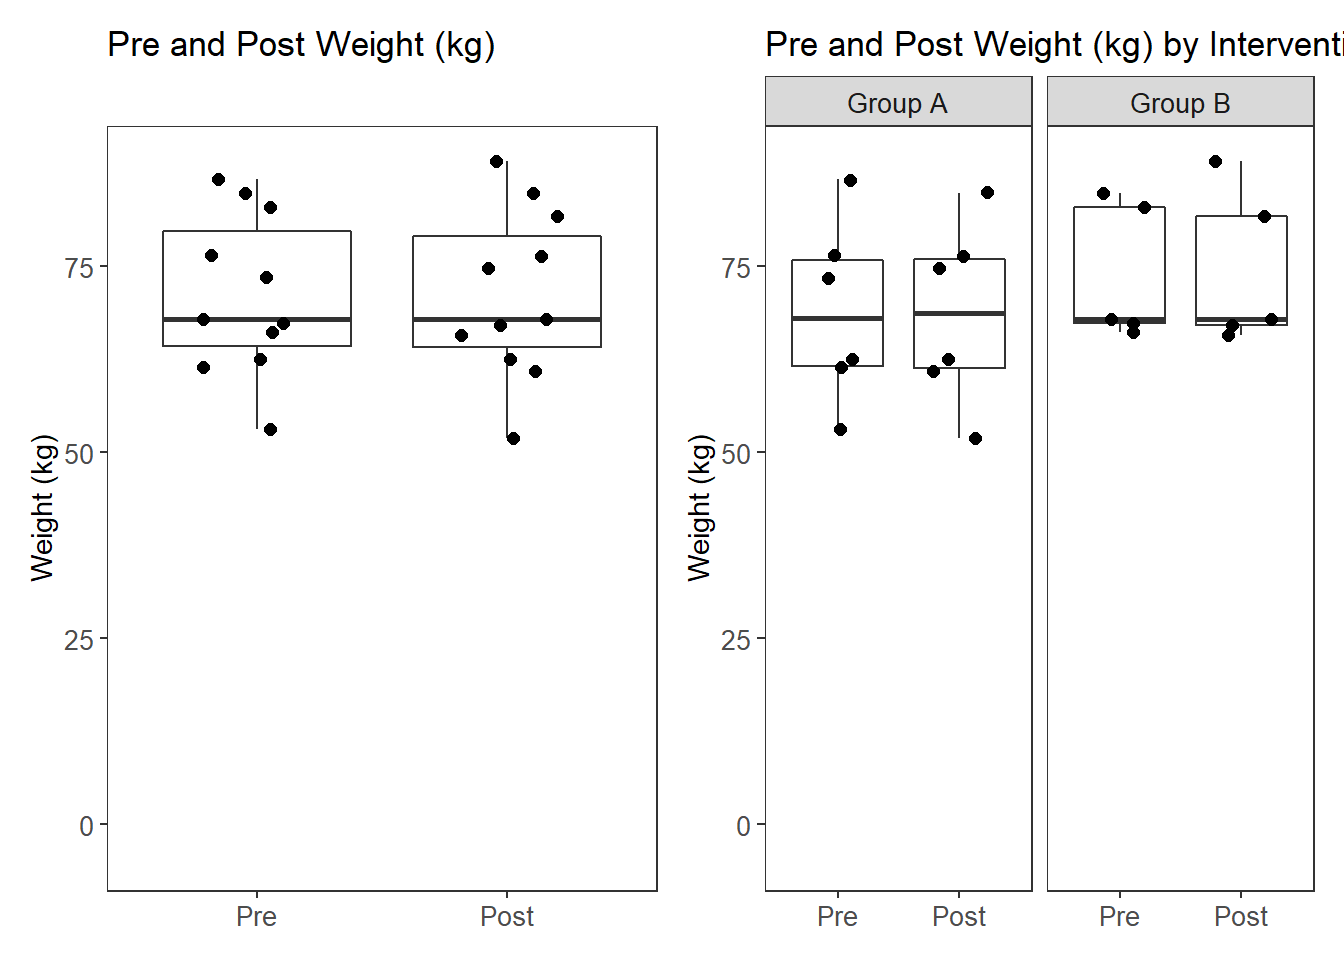 Pre and Post Weight (kg)
Weight (kg)
75
50
25
0
Pre
Post
Pre and Post Weight (kg) by Interventi
Group A
Group B
Weight (kg)
75
50
25
0
Pre
Post
Pre
Post